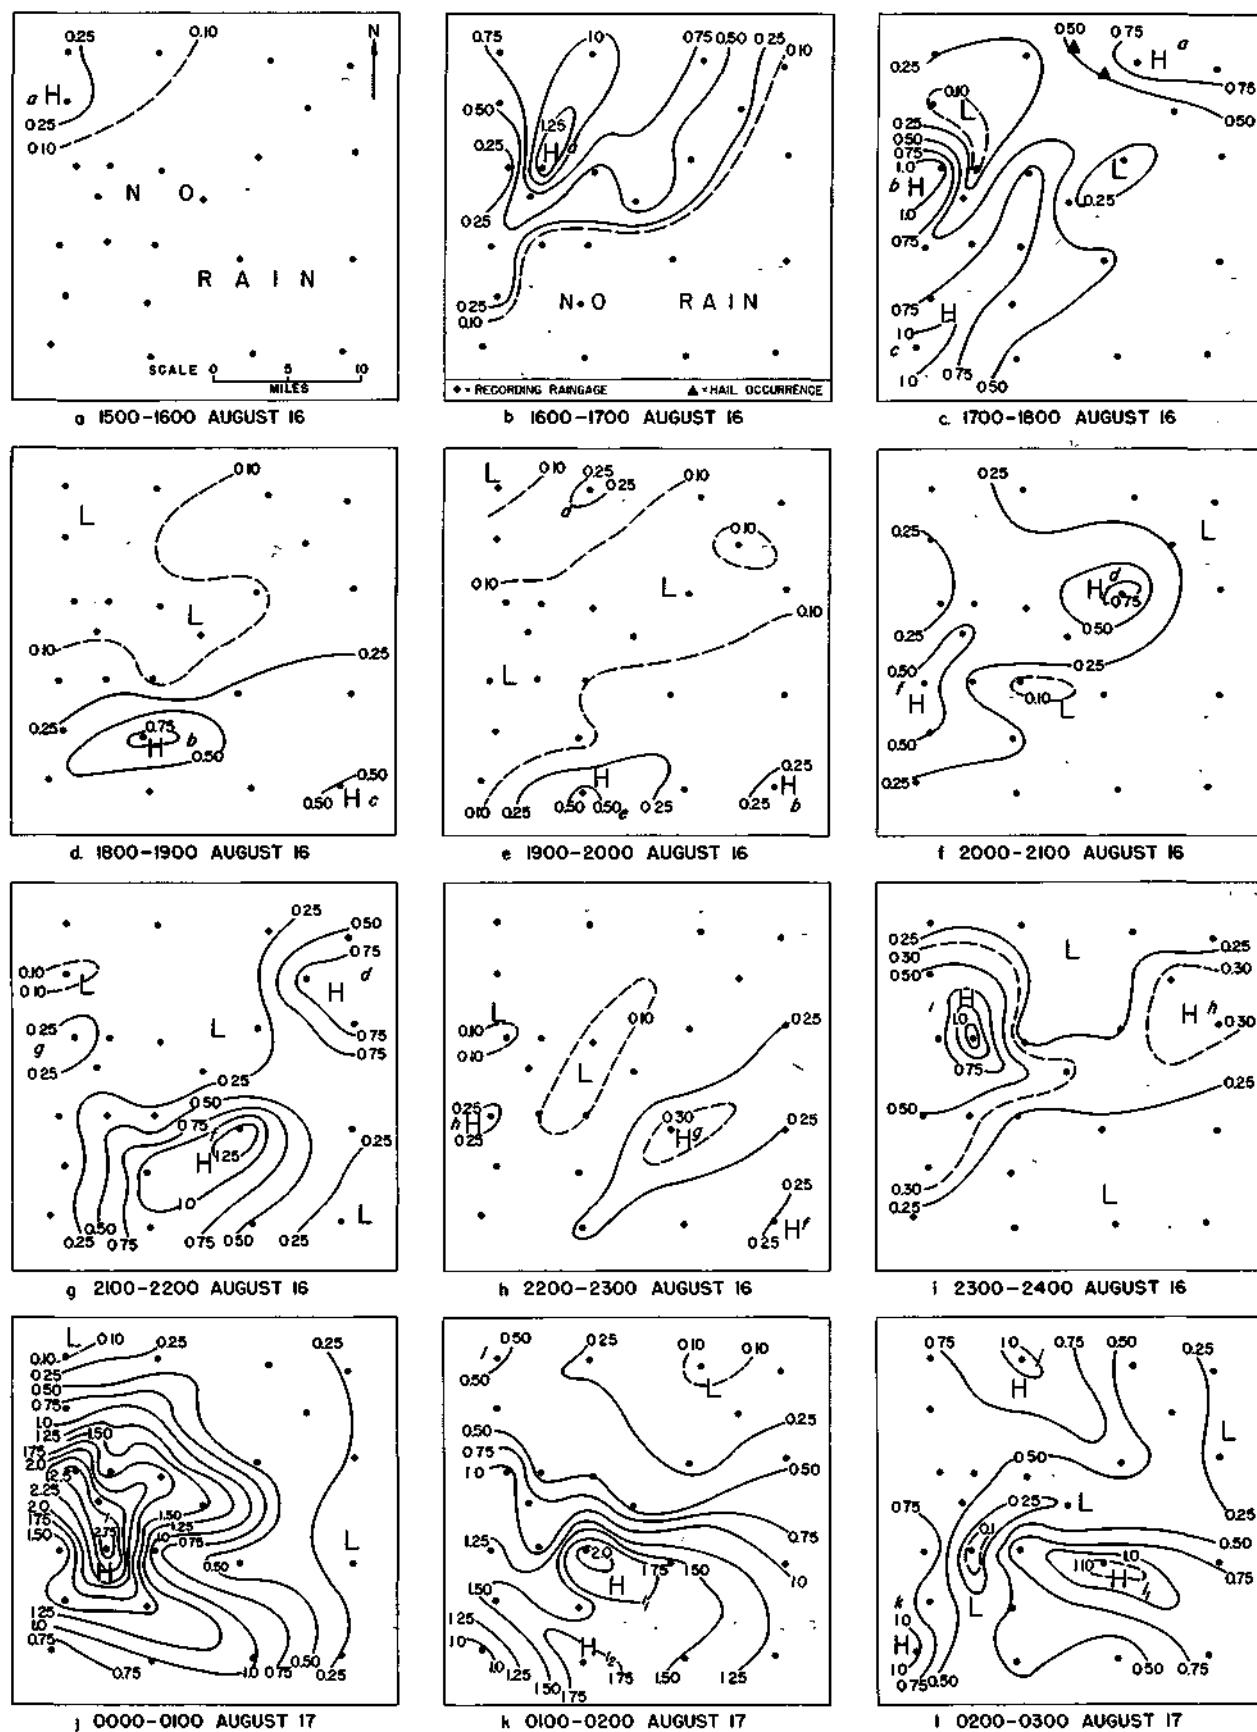 0.25
0.10
N
a H
0.25
0.10
N O
RAIN
SCALE 0 5 10
MILES
a 1500-1600 AUGUST 16
0.75 1.0 0.75 0.50 0.25 0.10
0.50
1.25
0.25
H a
0.25
0.25
0.10
NO RAIN
• - RECORDING RAINGAGE ▲ - HAIL OCCURRENCE
b 1600-1700 AUGUST 16
0.50 0.75
H a
0.25
0.10
L
0.75
0.50
0.25
0.50
0.75
1.0
b H
L
0.25
1.0
0.75
0.75
H
1.0
c
1.0
0.75
0.50
c. 1700-1800 AUGUST 16
0.10
L
L
0.10
0.25
0.25
0.75
H b
0.50
0.50
0.50 H c
d. 1800-1900 AUGUST 16
L 0.10 0.25 0.10
0.25
d
0.10
0.10
L
0.10
L
H
0.25
0.10 0.25 0.50 0.50 e 0.25
0.25 H b
e 1900-2000 AUGUST 16
0.25
L
0.25
d
H 0.75
0.50
0.25
0.50
0.25
f H
0.10 L
0.50
0.25
f 2000-2100 AUGUST 16
0.25 0.50
0.75
0.10
0.10 L
d
H
0.25
g
0.25
L
0.75
0.75
0.25
0.50
0.75
f
H 1.25
0.25
1.0
0.50 L
0.25 0.75 0.75 0.50 0.25
g 2100-2200 AUGUST 16
L
0.10
0.10
0.10
0.25
L
0.25
h H
0.25
0.30
H g
0.25
0.25
0.25 H f
h 2200-2300 AUGUST 16
0.25
0.30
0.50
L
0.25
0.30
i H
1.0
H h
0.30
0.75
0.25
0.50
0.30
0.25
L
i 2300-2400 AUGUST 16
L 0.10 0.25 0.25
0.10
0.25
0.50
0.75
1.0
1.25 1.50
1.75
2.0
2.25
2.0
1.75
1.50
2.75
H
1.50
1.25
1.0
0.75
0.50
L
1.25
1.0
0.75
0.75 1.0 0.75 0.50 0.25
j 0000-0100 AUGUST 17
0.50 0.25 0.10 0.10
0.50
L
0.25
0.50
0.75
1.0
0.50
0.75
1.25
2.0 1.75 1.50
1.0
H
1.50
1.25
1.0
H
1.0 1.25 1.50 1.75 1.75 1.50 1.25
k 0100-0200 AUGUST 17
0.75 1.0 0.75 0.50 0.25
H
L
0.50
0.75
0.25 L
0.25
0.1
0.50
1.0
1.10 H
0.75
k
1.0
H
L
1.0
0.75
0.50
0.50 0.75
l 0200-0300 AUGUST 17